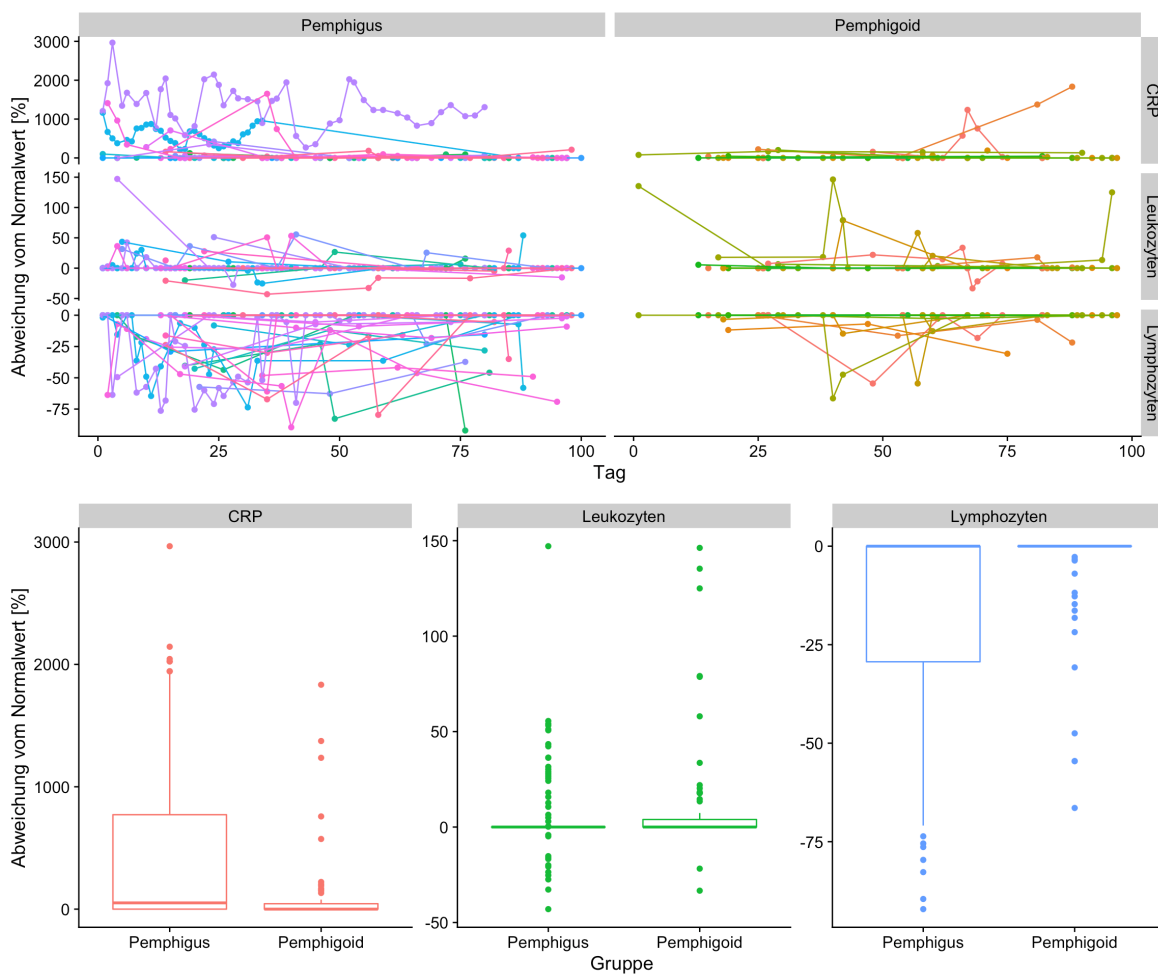 Pemphigus Pemphigoid
3000
2000
1000
0
CRP
150
100
50
0
-50
Leukozyten
0
-25
-50
-75
Lymphozyten
Abweichung vom Normalwert [%]
0 25 50 75 100 0 25 50 75 100
Tag
CRP Leukozyten Lymphozyten
3000
2000
1000
0
150
100
50
0
-50
0
-25
-50
-75
Abweichung vom Normalwert [%]
Pemphigus Pemphigoid Pemphigus Pemphigoid Pemphigus Pemphigoid
Gruppe